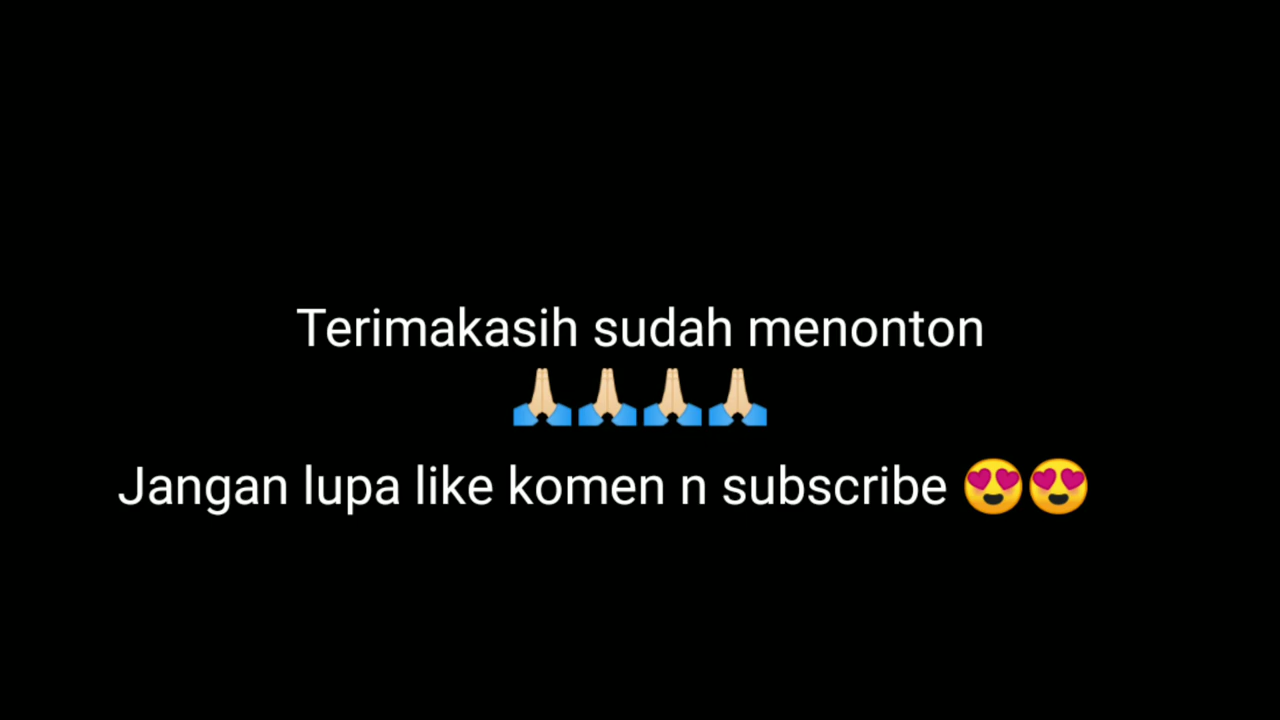 Terimakasih sudah menonton
🙏🏻🙏🏻🙏🏻🙏🏻
Jangan lupa like komen n subscribe 😍😍